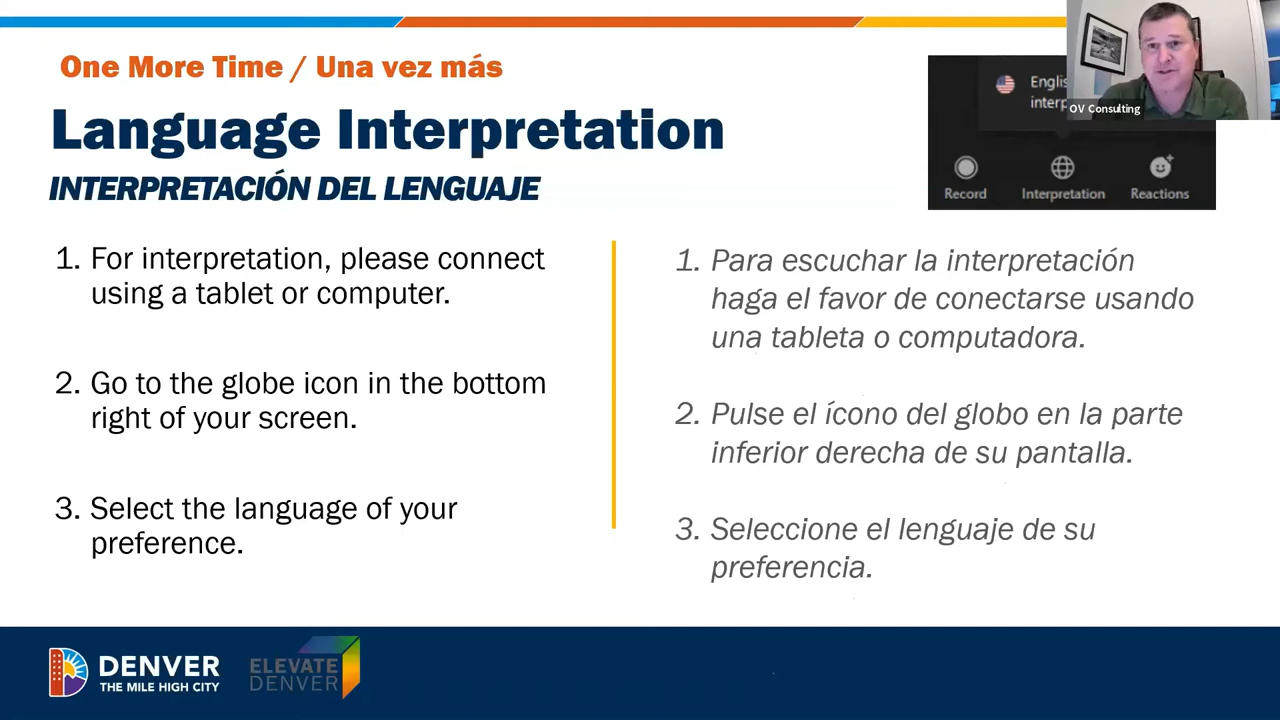 One More Time / Una vez más
Language Interpretation
INTERPRETACIÓN DEL LENGUAJE
English
OV Consulting
Record
Interpretation
Reactions
1. For interpretation, please connect
using a tablet or computer.
2. Go to the globe icon in the bottom
right of your screen.
3. Select the language of your
preference.
1. Para escuchar la interpretación
haga el favor de conectarse usando
una tableta o computadora.
2. Pulse el ícono del globo en la parte
inferior derecha de su pantalla.
3. Seleccione el lenguaje de su
preferencia.
DENVER
THE MILE HIGH CITY
ELEVATE
DENVER